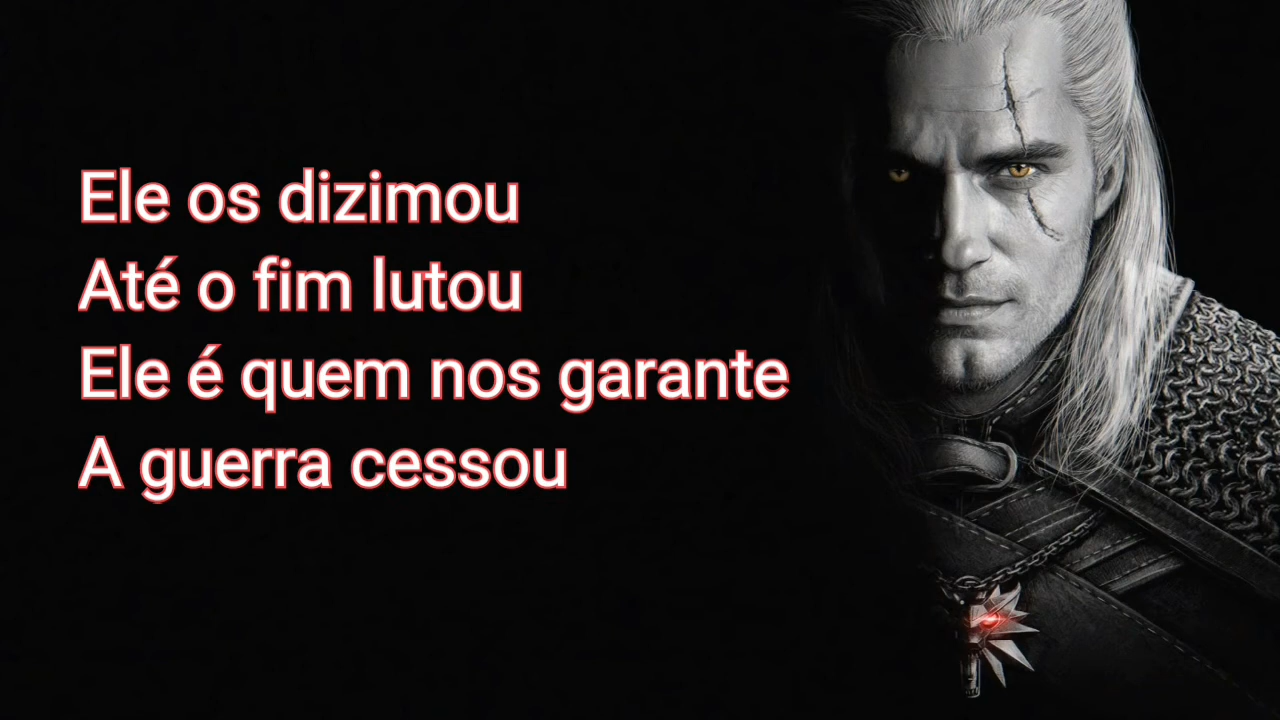 Ele os dizimou
Até o fim lutou
Ele é quem nos garante
A guerra cessou